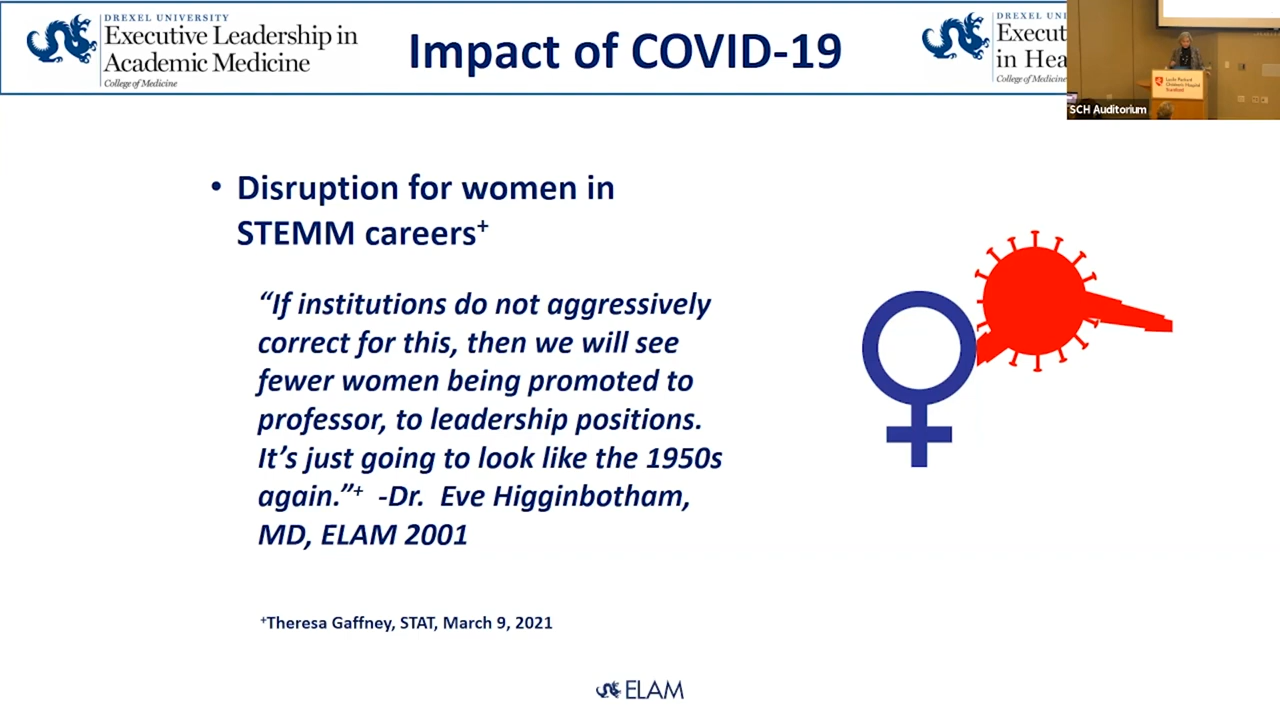 DREXEL UNIVERSITY
Executive Leadership in
Academic Medicine
College of Medicine
Impact of COVID-19
DREXEL UNI
Execut
in Hea
College of Medicine
SCH Auditorium
• Disruption for women in
STEMM careers+
“If institutions do not aggressively
correct for this, then we will see
fewer women being promoted to
professor, to leadership positions.
It’s just going to look like the 1950s
again.”+ -Dr. Eve Higginbotham,
MD, ELAM 2001
+Theresa Gaffney, STAT, March 9, 2021
ELAM